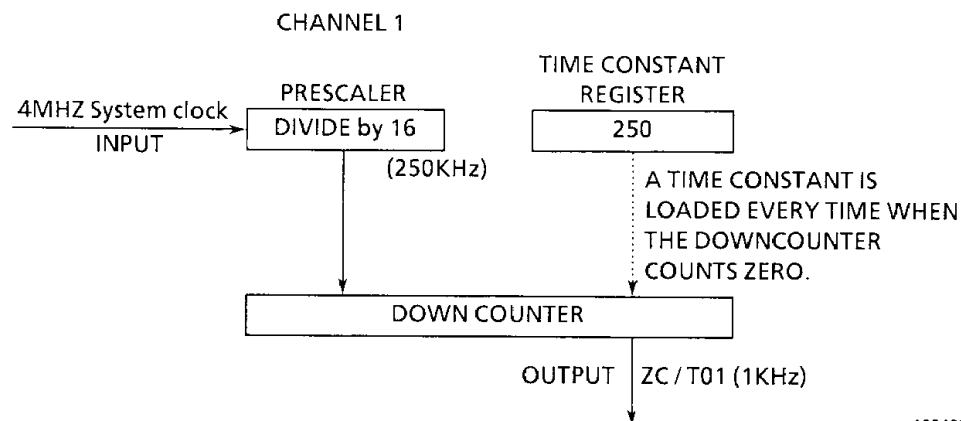 CHANNEL 1
TIME CONSTANT
REGISTER
PRESCALER
4MHZ System clock
INPUT
DIVIDE by 16
250
(250KHz)
A TIME CONSTANT IS
LOADED EVERY TIME WHEN
THE DOWNCOUNTER
COUNTS ZERO.
DOWN COUNTER
OUTPUT ZC / T01 (1KHz)